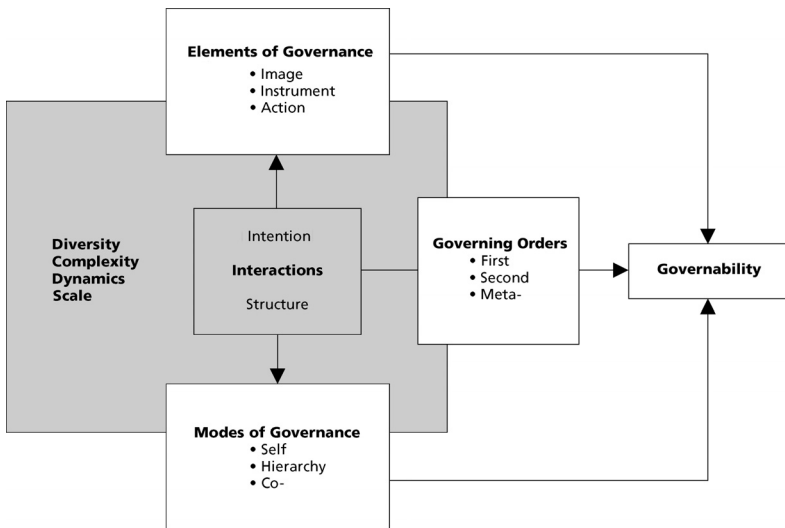 Elements of Governance
• Image
• Instrument
• Action
Diversity
Complexity
Dynamics
Scale
Intention
Interactions
Structure
Governing Orders
• First
• Second
• Meta-
Governability
Modes of Governance
• Self
• Hierarchy
• Co-